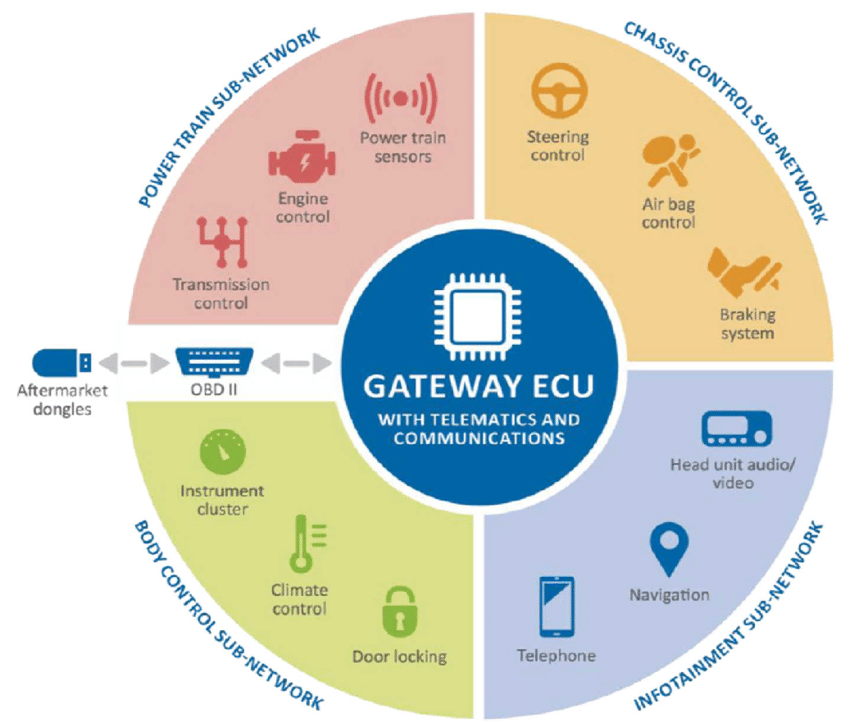 POWER TRAIN SUB-NETWORK
Power train
sensors
Engine
control
Transmission
control
CHASSIS CONTROL SUB-NETWORK
Steering
control
Air bag
control
Braking
system
Aftermarket
dongles
OBD II
GATEWAY ECU
WITH TELEMATICS AND
COMMUNICATIONS
BODY CONTROL SUB-NETWORK
Instrument
cluster
Climate
control
Door locking
INFOTAINMENT SUB-NETWORK
Head unit audio/
video
Navigation
Telephone